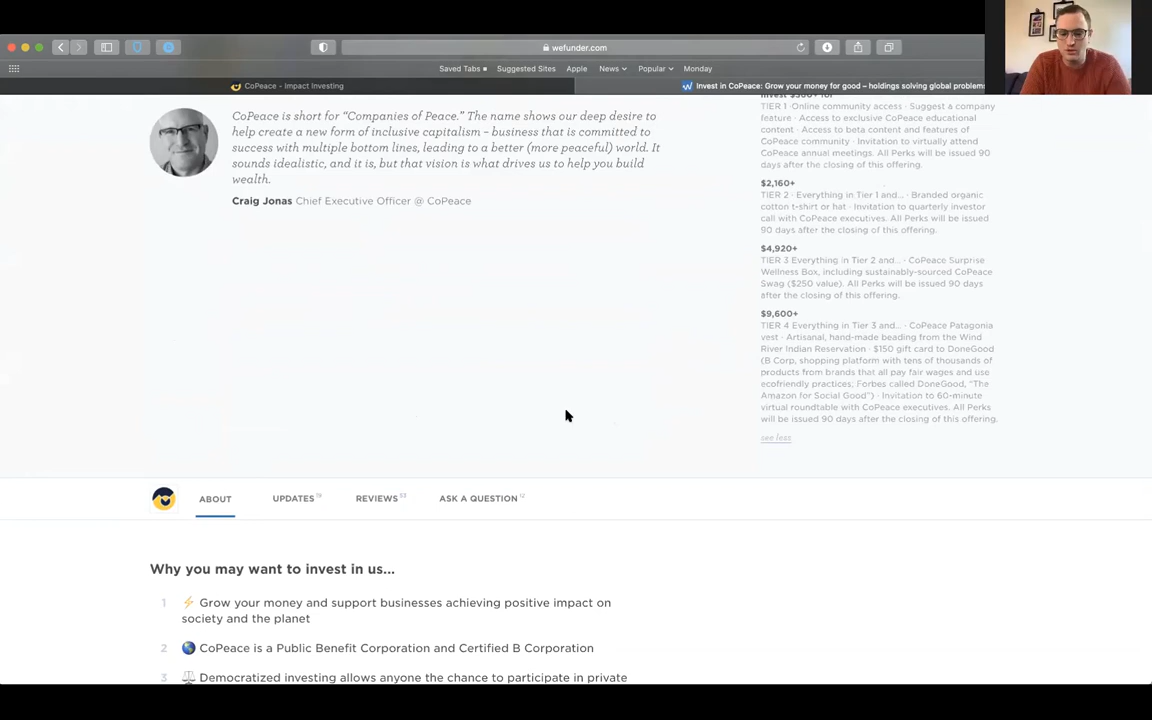 wefunder.com
Saved Tabs
Suggested Sites
Apple
News
Popular
Monday
CoPeace - Impact Investing
Invest in CoPeace: Grow your money for good – holdings solving global problems
CoPeace is short for “Companies of Peace.” The name shows our deep desire to
help create a new form of inclusive capitalism – business that is committed to
success with multiple bottom lines, leading to a better (more peaceful) world. It
sounds idealistic, and it is, but that vision is what drives us to help you build
wealth.
Craig Jonas Chief Executive Officer @ CoPeace
TIER 1 ·Online community access · Suggest a company
feature · Access to exclusive CoPeace educational
content · Access to beta content and features of
CoPeace community · Invitation to virtually attend
CoPeace annual meetings. All Perks will be issued 90
days after the closing of this offering.
$2,160+
TIER 2 · Everything in Tier 1 and... · Branded organic
cotton t-shirt or hat · Invitation to quarterly investor
call with CoPeace executives. All Perks will be issued
90 days after the closing of this offering.
$4,920+
TIER 3 Everything in Tier 2 and... · CoPeace Surprise
Wellness Box, including sustainably-sourced CoPeace
Swag ($250 value). All Perks will be issued 90 days
after the closing of this offering.
$9,600+
TIER 4 Everything in Tier 3 and... · CoPeace Patagonia
vest · Artisanal, hand-made beading from the Wind
River Indian Reservation · $150 gift card to DoneGood
(B Corp, shopping platform with tens of thousands of
products from brands that all pay fair wages and use
ecofriendly practices; Forbes called DoneGood, “The
Amazon for Social Good”) · Invitation to 60-minute
virtual roundtable with CoPeace executives. All Perks
will be issued 90 days after the closing of this offering.
see less
ABOUT
UPDATES 19
REVIEWS 53
ASK A QUESTION 12
Why you may want to invest in us...
1 ⚡ Grow your money and support businesses achieving positive impact on
society and the planet
2 🌎 CoPeace is a Public Benefit Corporation and Certified B Corporation
3 ⚖️ Democratized investing allows anyone the chance to participate in private